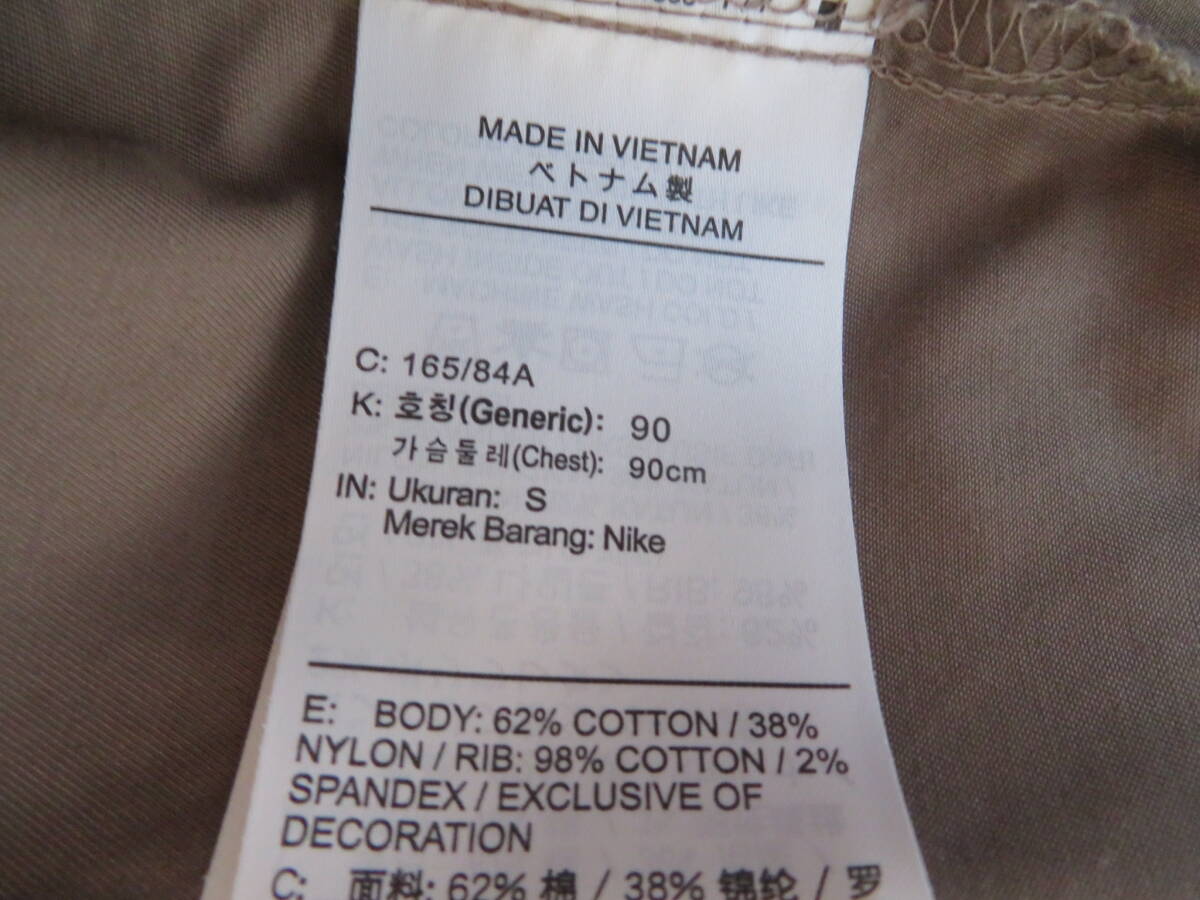 MADE IN VIETNAM
ベトナム製
DIBUAT DI VIETNAM
C: 165/84A
K: 호칭(Generic): 90
가슴둘레(Chest): 90cm
IN: Ukuran: S
Merek Barang: Nike
E: BODY: 62% COTTON / 38%
NYLON / RIB: 98% COTTON / 2%
SPANDEX / EXCLUSIVE OF
DECORATION
C: 面料: 62% 棉 / 38% 锦纶 / 罗